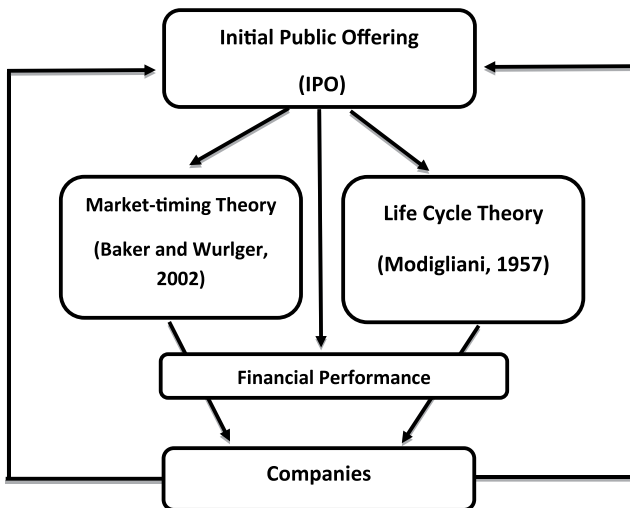 Initial Public Offering
(IPO)
Market-timing Theory
(Baker and Wurlger,
2002)
Life Cycle Theory
(Modigliani, 1957)
Financial Performance
Companies